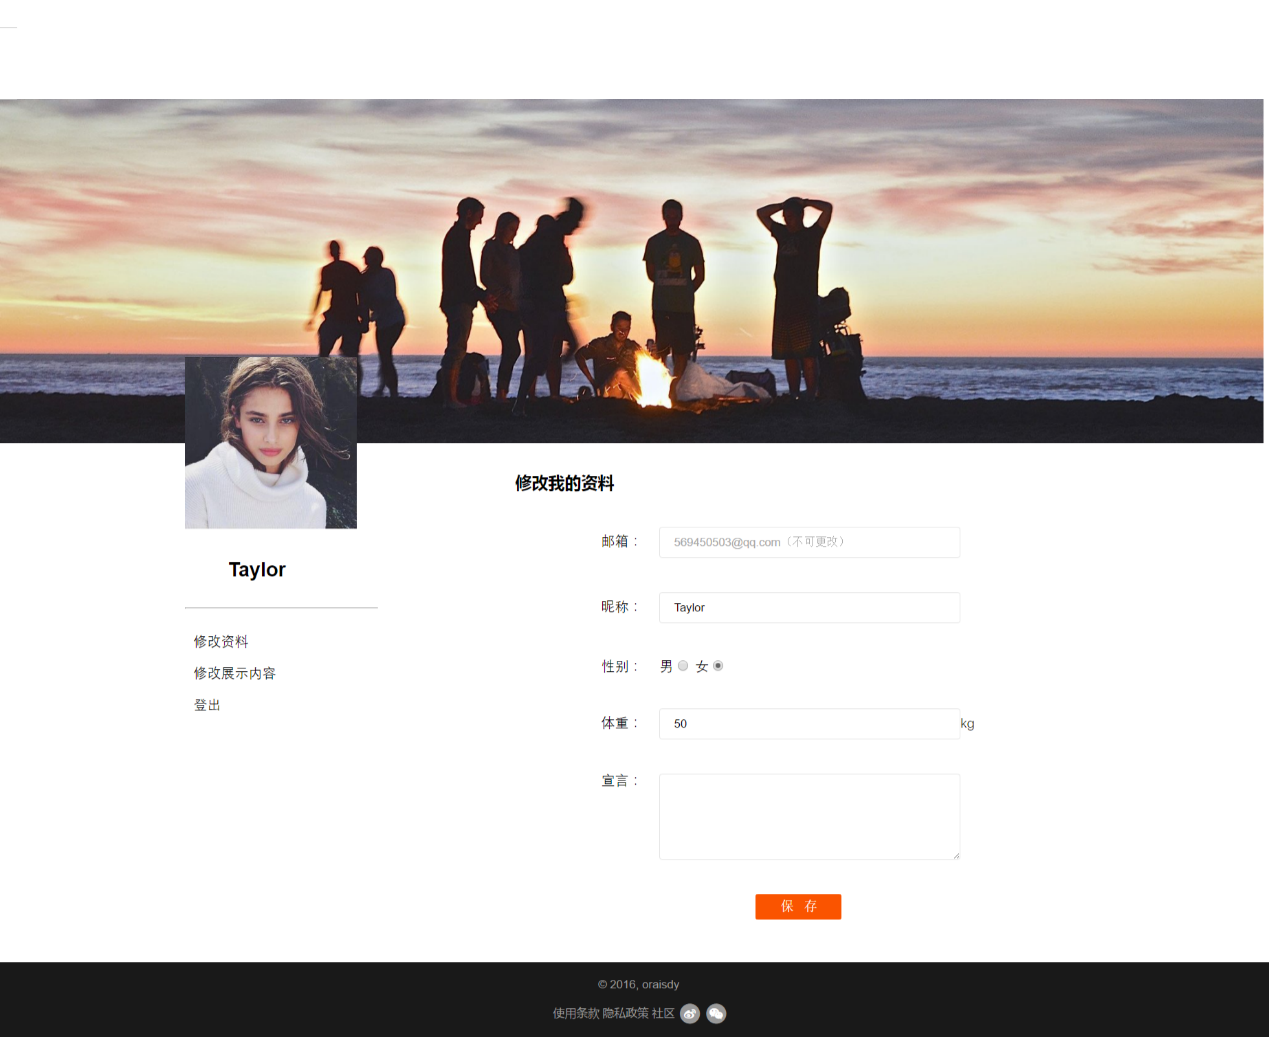 修改我的资料
邮箱： 569450503@qq.com（不可更改）
Taylor
昵称： Taylor
修改资料
性别： 男 女
修改展示内容
登出
体重： 50 kg
宣言：
保 存
© 2016, oraisdy
使用条款 隐私政策 社区